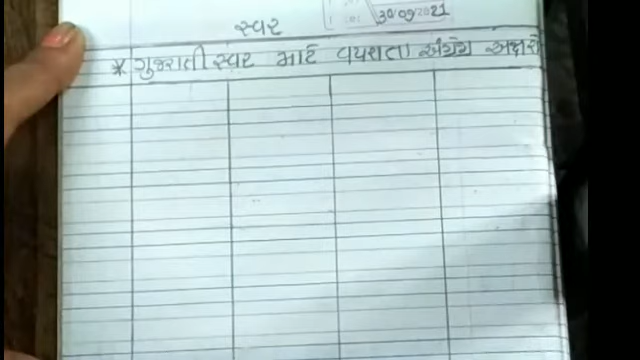 30/09/2021
સ્વર
* ગુજરાતી સ્વર માટે વપરાતા અંગ્રેજી અક્ષરો